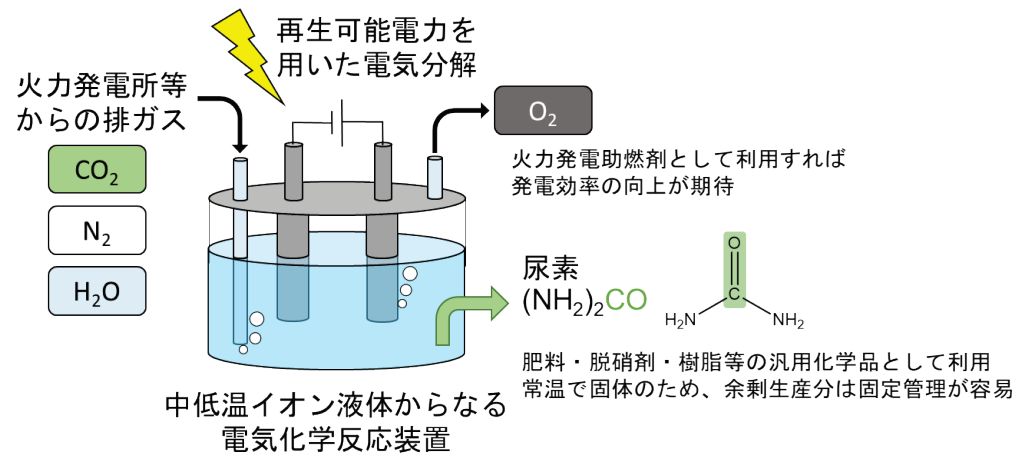 再生可能電力を
用いた電気分解
火力発電所等
からの排ガス
CO₂
N₂
H₂O
O₂
火力発電助燃剤として利用すれば
発電効率の向上が期待
尿素
(NH₂)₂CO
O
C
H₂N
NH₂
肥料・脱硝剤・樹脂等の汎用化学品として利用
常温で固体のため、余剰生産分は固定管理が容易
中低温イオン液体からなる
電気化学反応装置